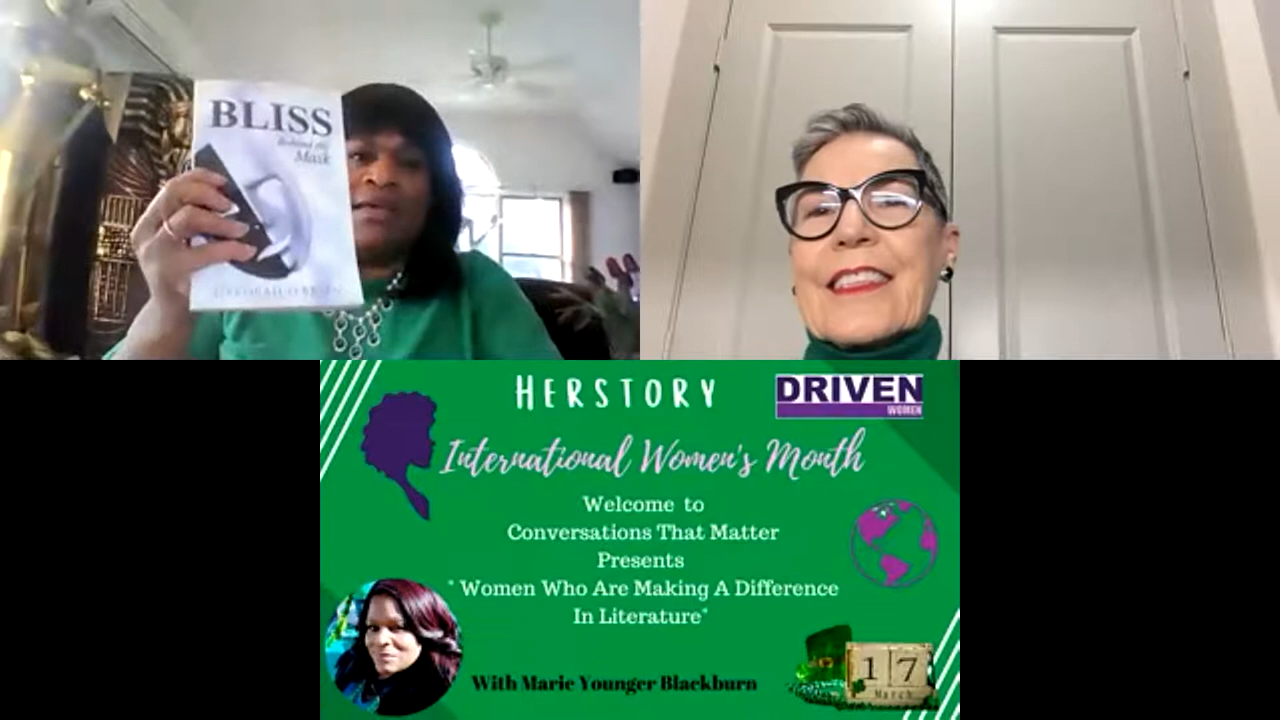 BLISS
Behind the
Mask
HERSTORY
DRIVEN
WOMEN
International Women's Month
Welcome to
Conversations That Matter
Presents
" Women Who Are Making A Difference
In Literature"
17
March
With Marie Younger Blackburn